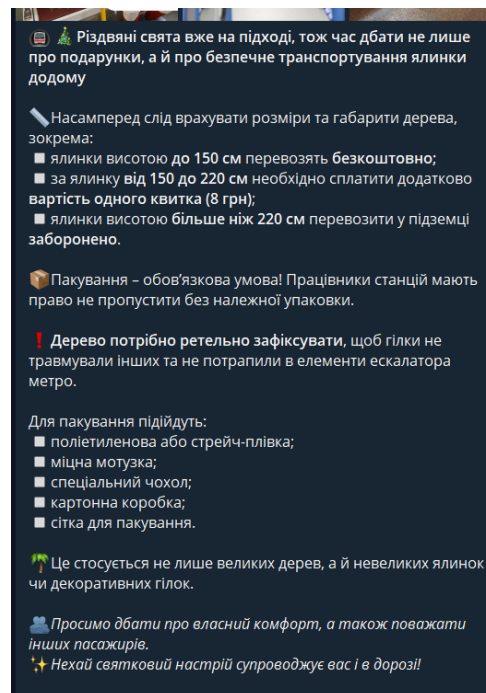 🚇 🎄 Різдвяні свята вже на підході, тож час дбати не лише
про подарунки, а й про безпечне транспортування ялинки
додому
📏Насамперед слід врахувати розміри та габарити дерева,
зокрема:
◻️ ялинки висотою до 150 см перевозять безкоштовно;
◻️ за ялинку від 150 до 220 см необхідно сплатити додатково
вартість одного квитка (8 грн);
◻️ ялинки висотою більше ніж 220 см перевозити у підземці
заборонено.
📦Пакування – обов’язкова умова! Працівники станцій мають
право не пропустити без належної упаковки.
❗ Дерево потрібно ретельно зафіксувати, щоб гілки не
травмували інших та не потрапили в елементи ескалатора
метро.
Для пакування підійдуть:
◻️ поліетиленова або стрейч-плівка;
◻️ міцна мотузка;
◻️ спеціальний чохол;
◻️ картонна коробка;
◻️ сітка для пакування.
🌴Це стосується не лише великих дерев, а й невеликих ялинок
чи декоративних гілок.
🫂Просимо дбати про власний комфорт, а також поважати
інших пасажирів.
✨Нехай святковий настрій супроводжує вас і в дорозі!